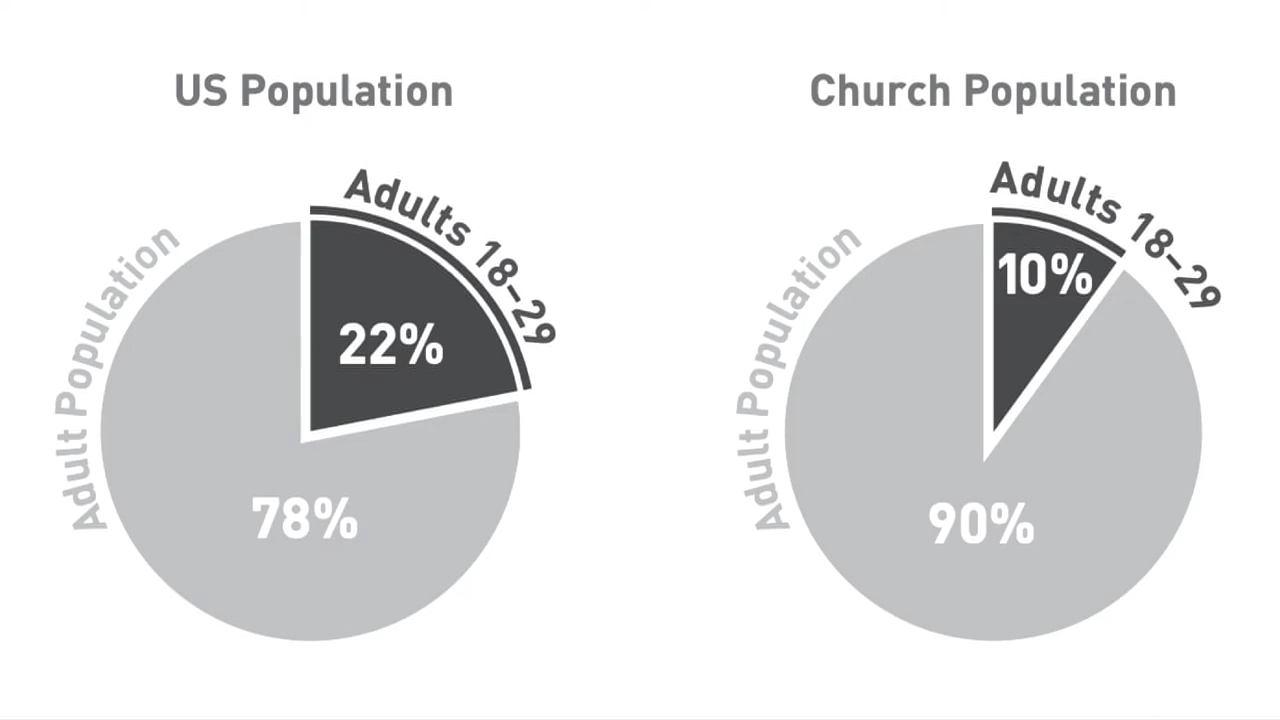 US Population
Adult Population
Adults 18–29
22%
78%
Church Population
Adult Population
Adults 18–29
10%
90%